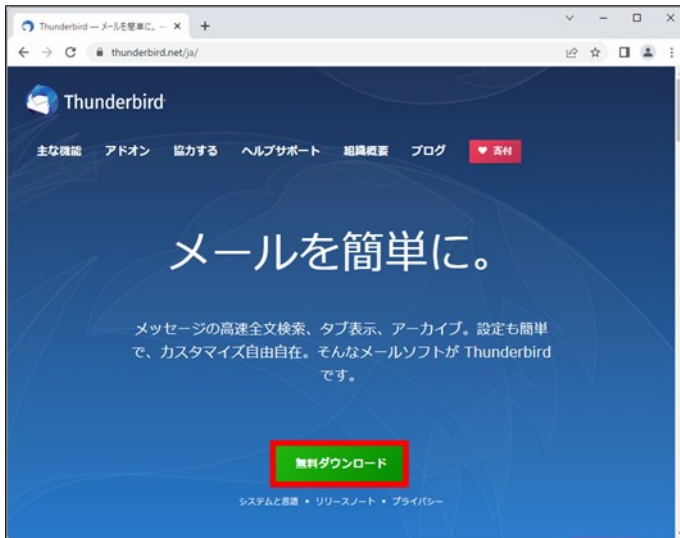 Thunderbird — メールを簡単に。 —
thunderbird.net/ja/
Thunderbird
主な機能 アドオン 協力する ヘルプサポート 組織概要 ブログ ♥ 寄付
メールを簡単に。
メッセージの高速全文検索、タブ表示、アーカイブ。設定も簡単
で、カスタマイズ自由自在。そんなメールソフトが Thunderbird
です。
無料ダウンロード
システムと言語 • リリースノート • プライバシー